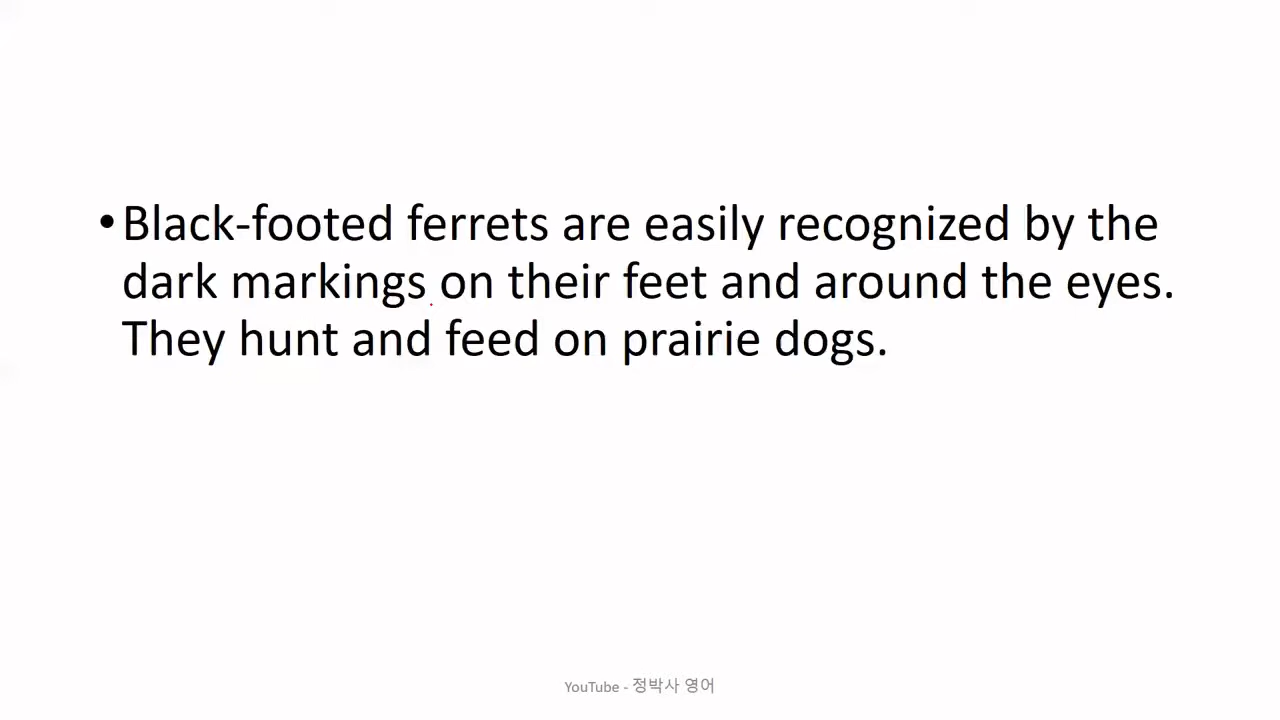 •Black-footed ferrets are easily recognized by the
dark markings on their feet and around the eyes.
They hunt and feed on prairie dogs.
YouTube - 정박사 영어